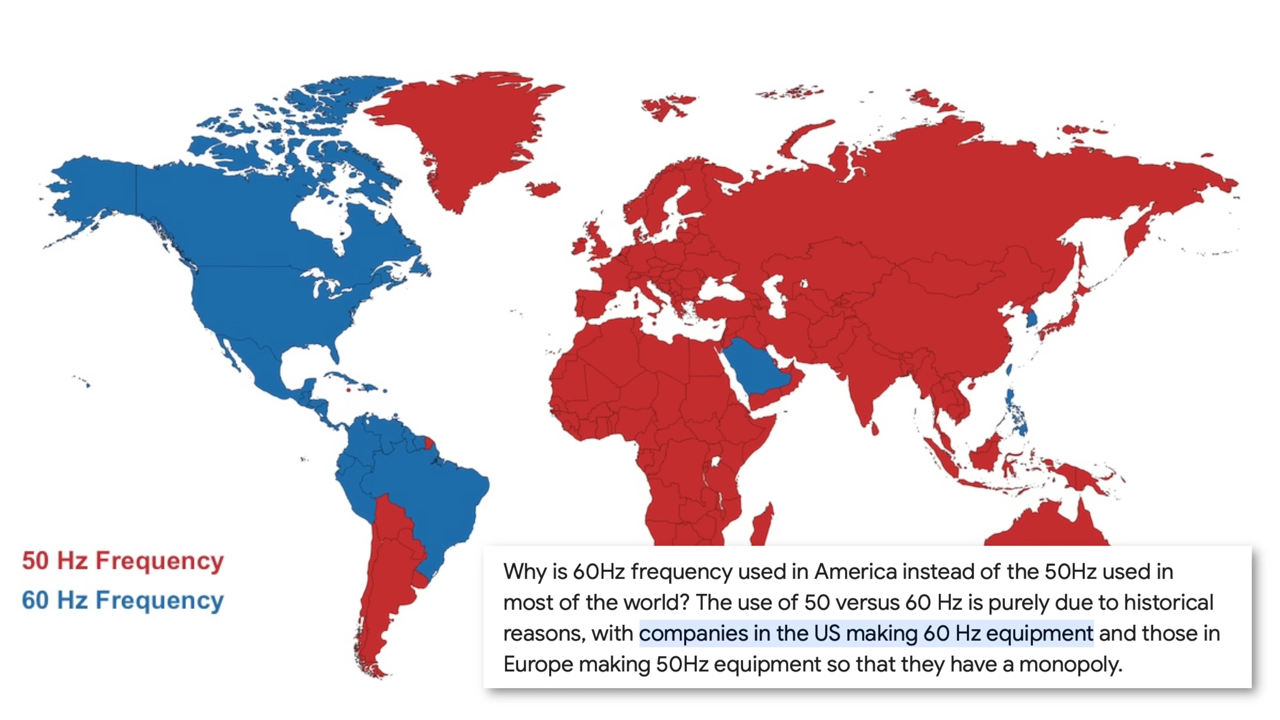 50 Hz Frequency
60 Hz Frequency
Why is 60Hz frequency used in America instead of the 50Hz used in
most of the world? The use of 50 versus 60 Hz is purely due to historical
reasons, with companies in the US making 60 Hz equipment and those in
Europe making 50Hz equipment so that they have a monopoly.